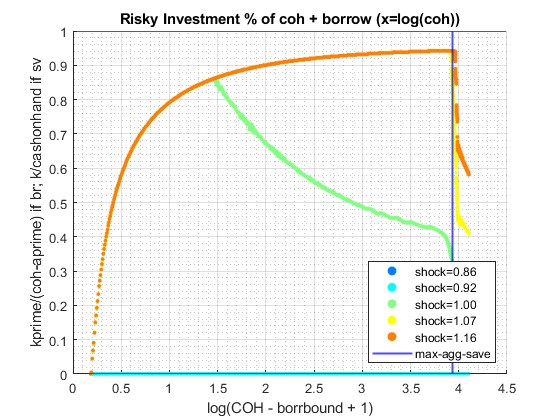 Risky Investment % of coh + borrow (x=log(coh))
kprime/(coh-aprime) if br; k/cashonhand if sv
1
0.9
0.8
0.7
0.6
0.5
0.4
0.3
0.2
0.1
0
shock=0.86
shock=0.92
shock=1.00
shock=1.07
shock=1.16
max-agg-save
0 0.5 1 1.5 2 2.5 3 3.5 4 4.5
log(COH - borrbound + 1)